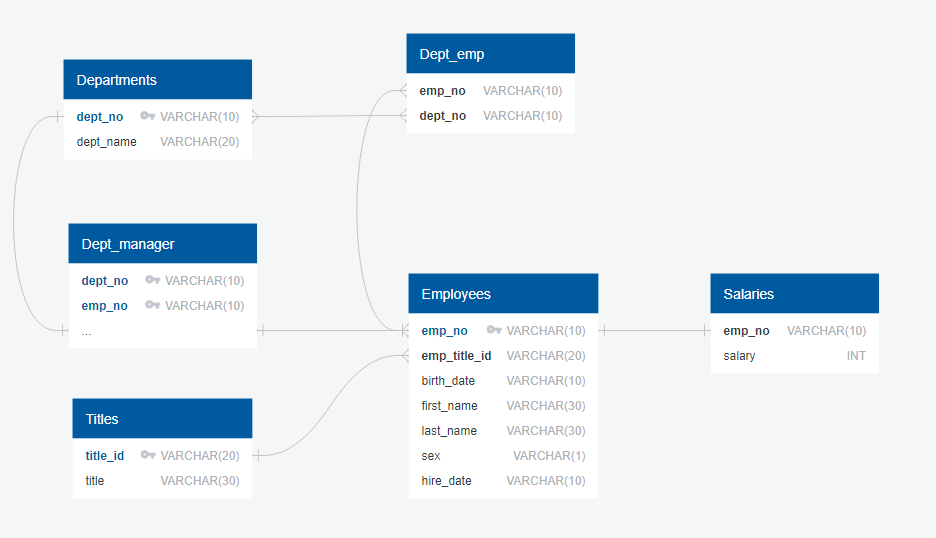 Departments
dept_no VARCHAR(10)
dept_name VARCHAR(20)
Dept_emp
emp_no VARCHAR(10)
dept_no VARCHAR(10)
Dept_manager
dept_no VARCHAR(10)
emp_no VARCHAR(10)
...
Employees
emp_no VARCHAR(10)
emp_title_id VARCHAR(20)
birth_date VARCHAR(10)
first_name VARCHAR(30)
last_name VARCHAR(30)
sex VARCHAR(1)
hire_date VARCHAR(10)
Salaries
emp_no VARCHAR(10)
salary INT
Titles
title_id VARCHAR(20)
title VARCHAR(30)